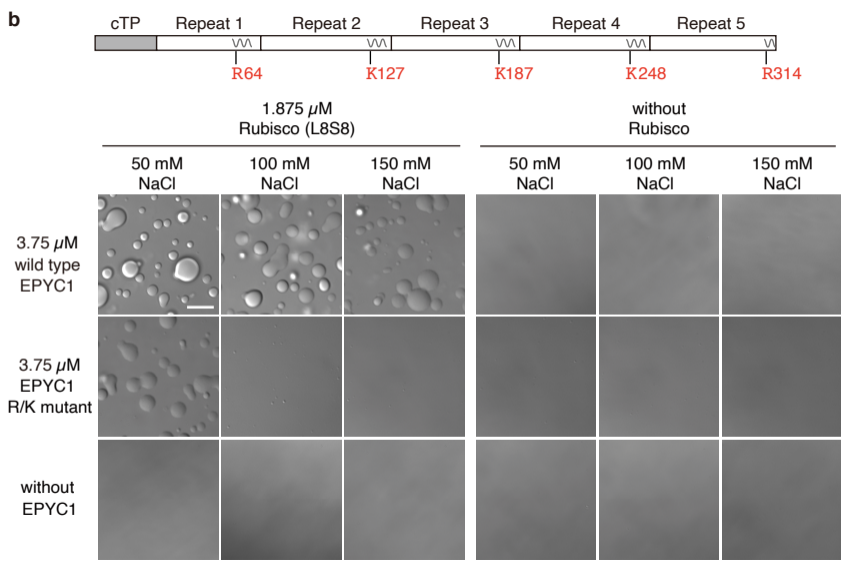 b
cTP Repeat 1 Repeat 2 Repeat 3 Repeat 4 Repeat 5
R64 K127 K187 K248 R314
1.875 µM
Rubisco (L8S8)
without
Rubisco
50 mM
NaCl
100 mM
NaCl
150 mM
NaCl
50 mM
NaCl
100 mM
NaCl
150 mM
NaCl
3.75 µM
wild type
EPYC1
3.75 µM
EPYC1
R/K mutant
without
EPYC1